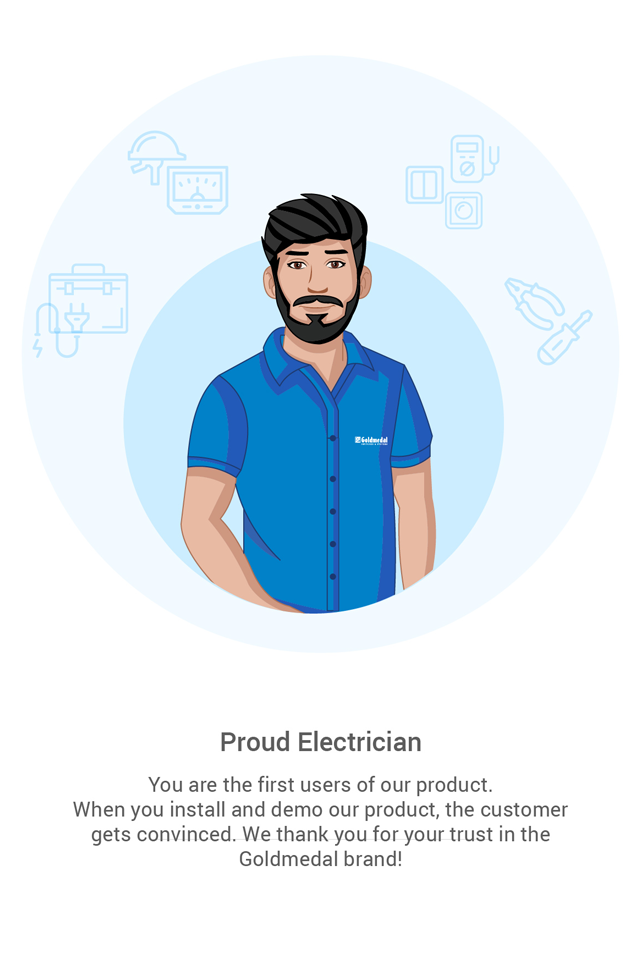 Goldmedal
Proud Electrician
You are the first users of our product.
When you install and demo our product, the customer
gets convinced. We thank you for your trust in the
Goldmedal brand!